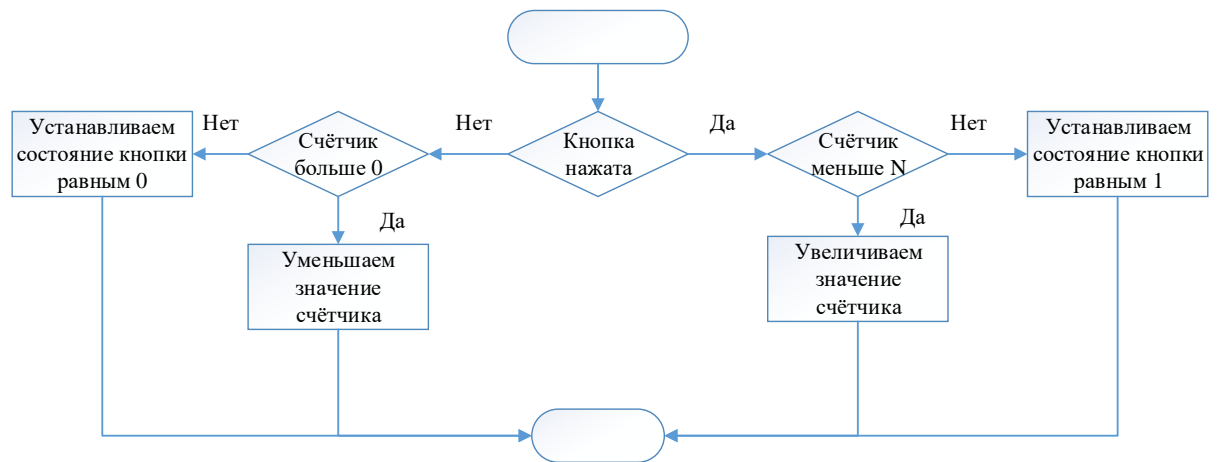 Устанавливаем
состояние кнопки
равным 0
Нет
Счётчик
больше 0
Нет
Кнопка
нажата
Да
Счётчик
меньше N
Нет
Устанавливаем
состояние кнопки
равным 1
Да
Уменьшаем
значение
счётчика
Да
Увеличиваем
значение
счётчика